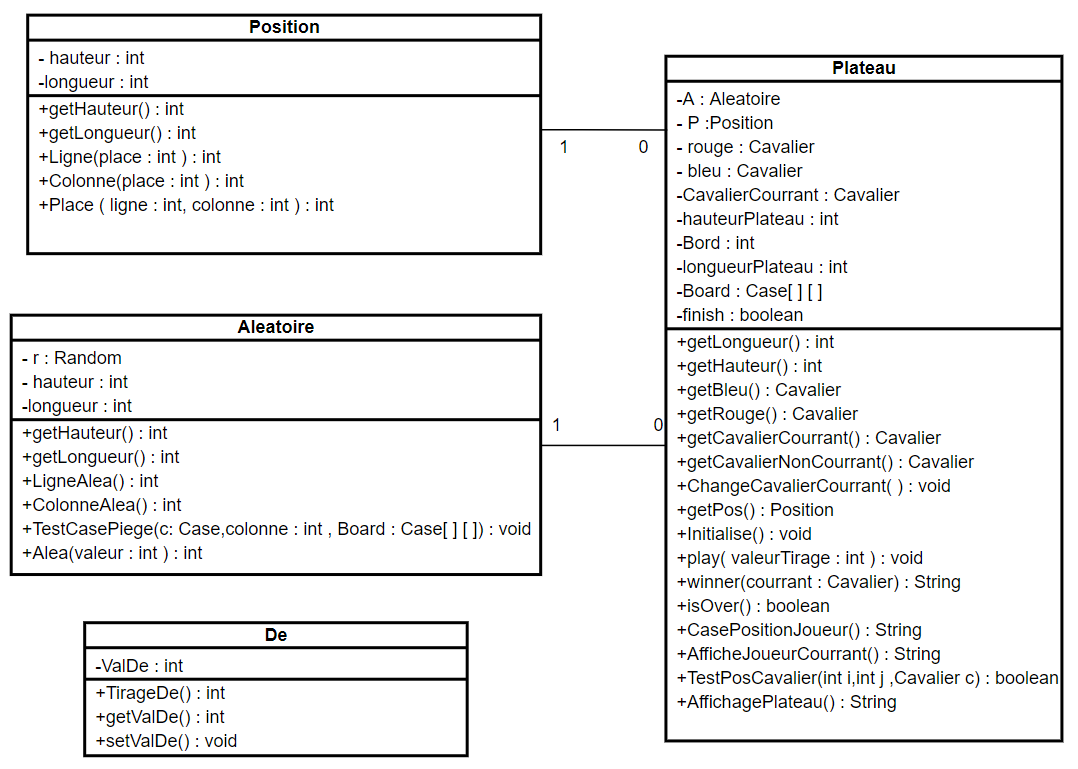 Position
- hauteur : int
-longueur : int
+getHauteur() : int
+getLongueur() : int
+Ligne(place : int ) : int
+Colonne(place : int ) : int
+Place ( ligne : int, colonne : int ) : int
1
0
Aleatoire
- r : Random
- hauteur : int
-longueur : int
+getHauteur() : int
+getLongueur() : int
+LigneAlea() : int
+ColonneAlea() : int
+TestCasePiege(c: Case,colonne : int , Board : Case[ ] [ ]) : void
+Alea(valeur : int ) : int
1
0
De
-ValDe : int
+TirageDe() : int
+getValDe() : int
+setValDe() : void
Plateau
-A : Aleatoire
- P :Position
- rouge : Cavalier
- bleu : Cavalier
-CavalierCourrant : Cavalier
-hauteurPlateau : int
-Bord : int
-longueurPlateau : int
-Board : Case[ ] [ ]
-finish : boolean
+getLongueur() : int
+getHauteur() : int
+getBleu() : Cavalier
+getRouge() : Cavalier
+getCavalierCourrant() : Cavalier
+getCavalierNonCourrant() : Cavalier
+ChangeCavalierCourrant( ) : void
+getPos() : Position
+Initialise() : void
+play( valeurTirage : int ) : void
+winner(courrant : Cavalier) : String
+isOver() : boolean
+CasePositionJoueur() : String
+AfficheJoueurCourrant() : String
+TestPosCavalier(int i,int j ,Cavalier c) : boolean
+AffichagePlateau() : String